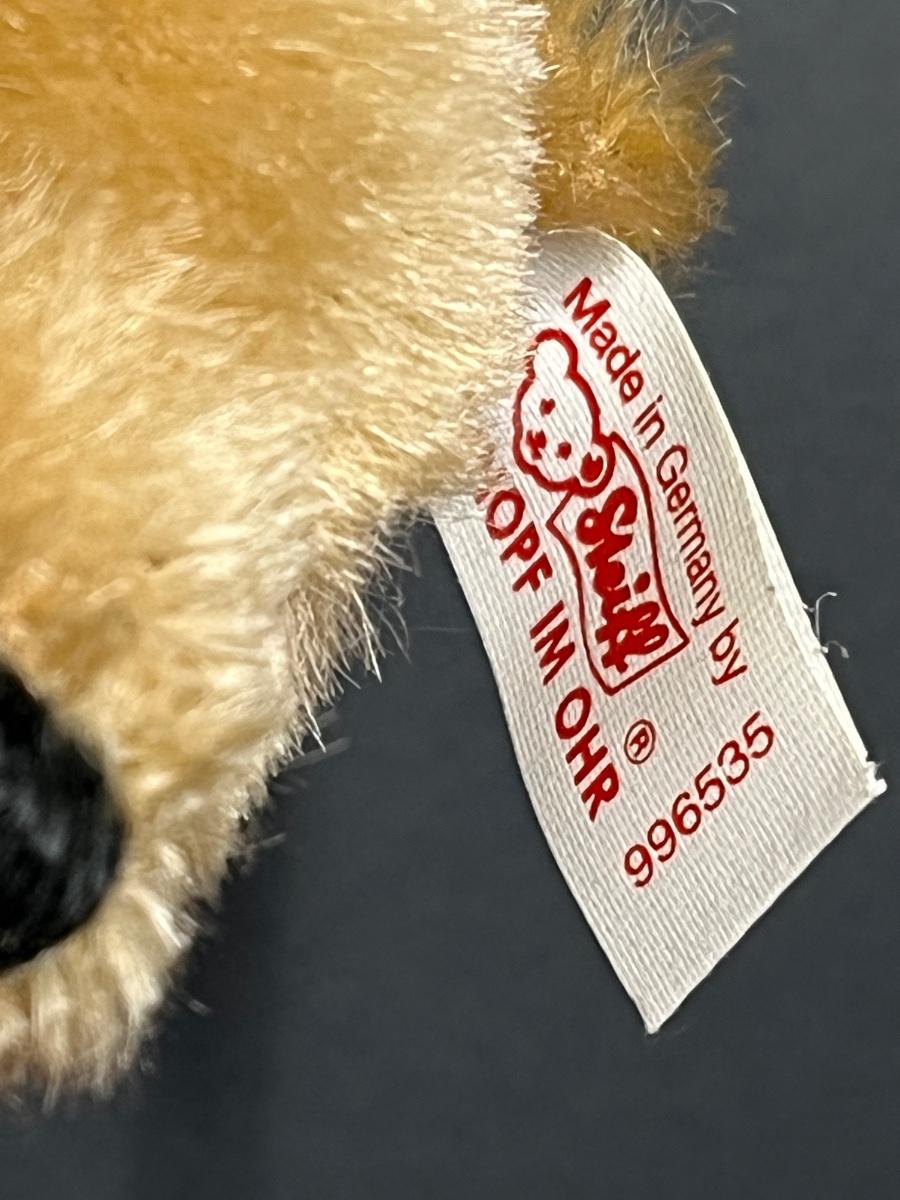 Made in Germany by
Steiff
OPF IM OHR
®
996535